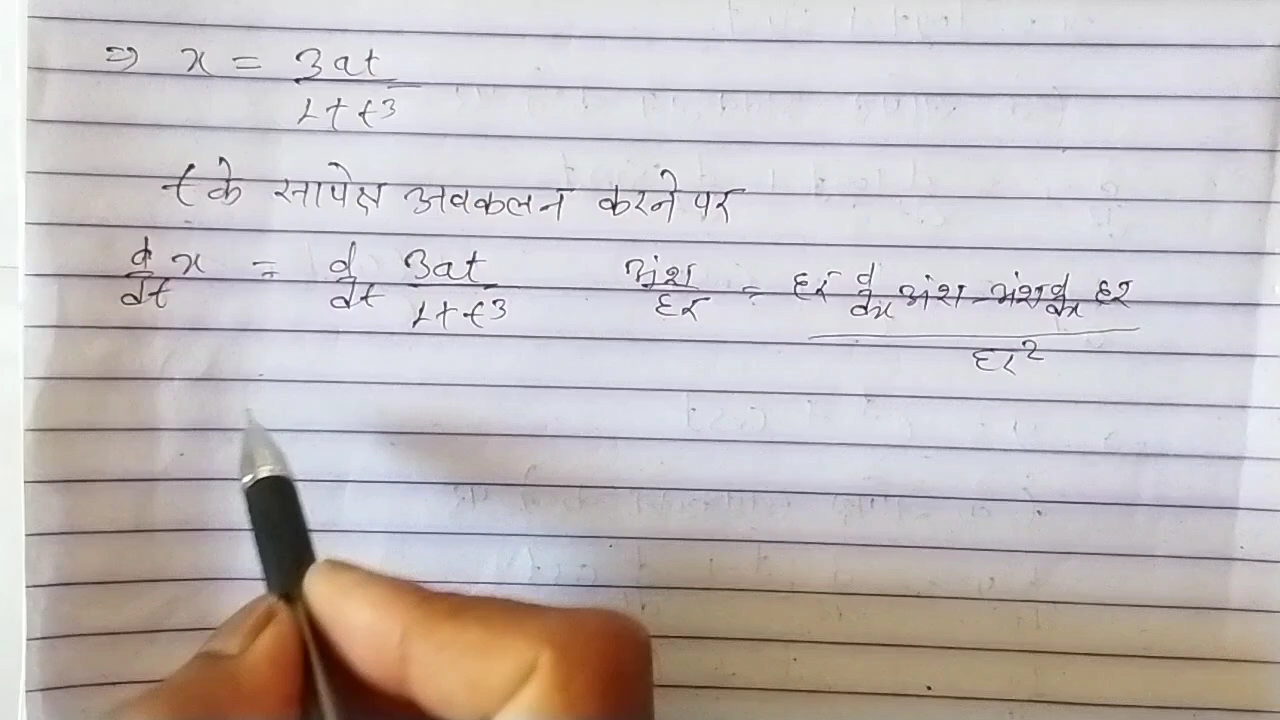 ⇒ x = 3at / 1+t3
t के सापेक्ष अवकलन करने पर
d/dt x = d/dt 3at / 1+t3 अंश / हर = हर d/dx अंश - अंश d/dx हर / हर²